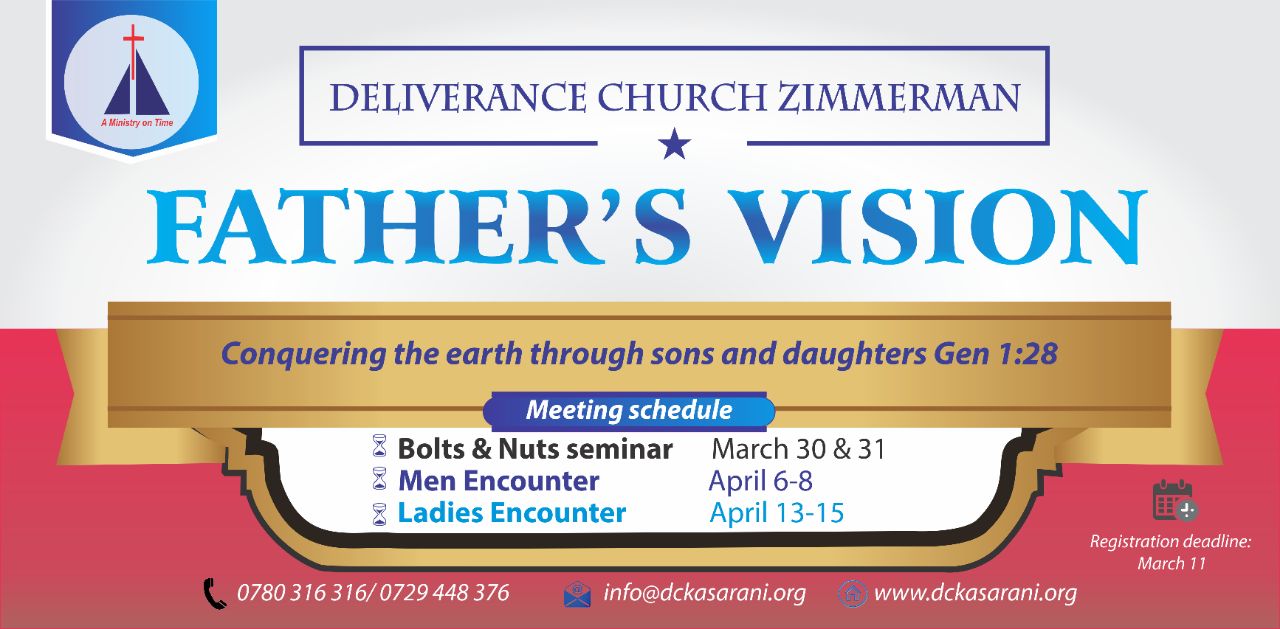 A Ministry on Time
DELIVERANCE CHURCH ZIMMERMAN
FATHER'S VISION
Conquering the earth through sons and daughters Gen 1:28
Meeting schedule
Bolts & Nuts seminar March 30 & 31
Men Encounter April 6-8
Ladies Encounter April 13-15
Registration deadline:
March 11
0780 316 316/ 0729 448 376 info@dckasarani.org www.dckasarani.org